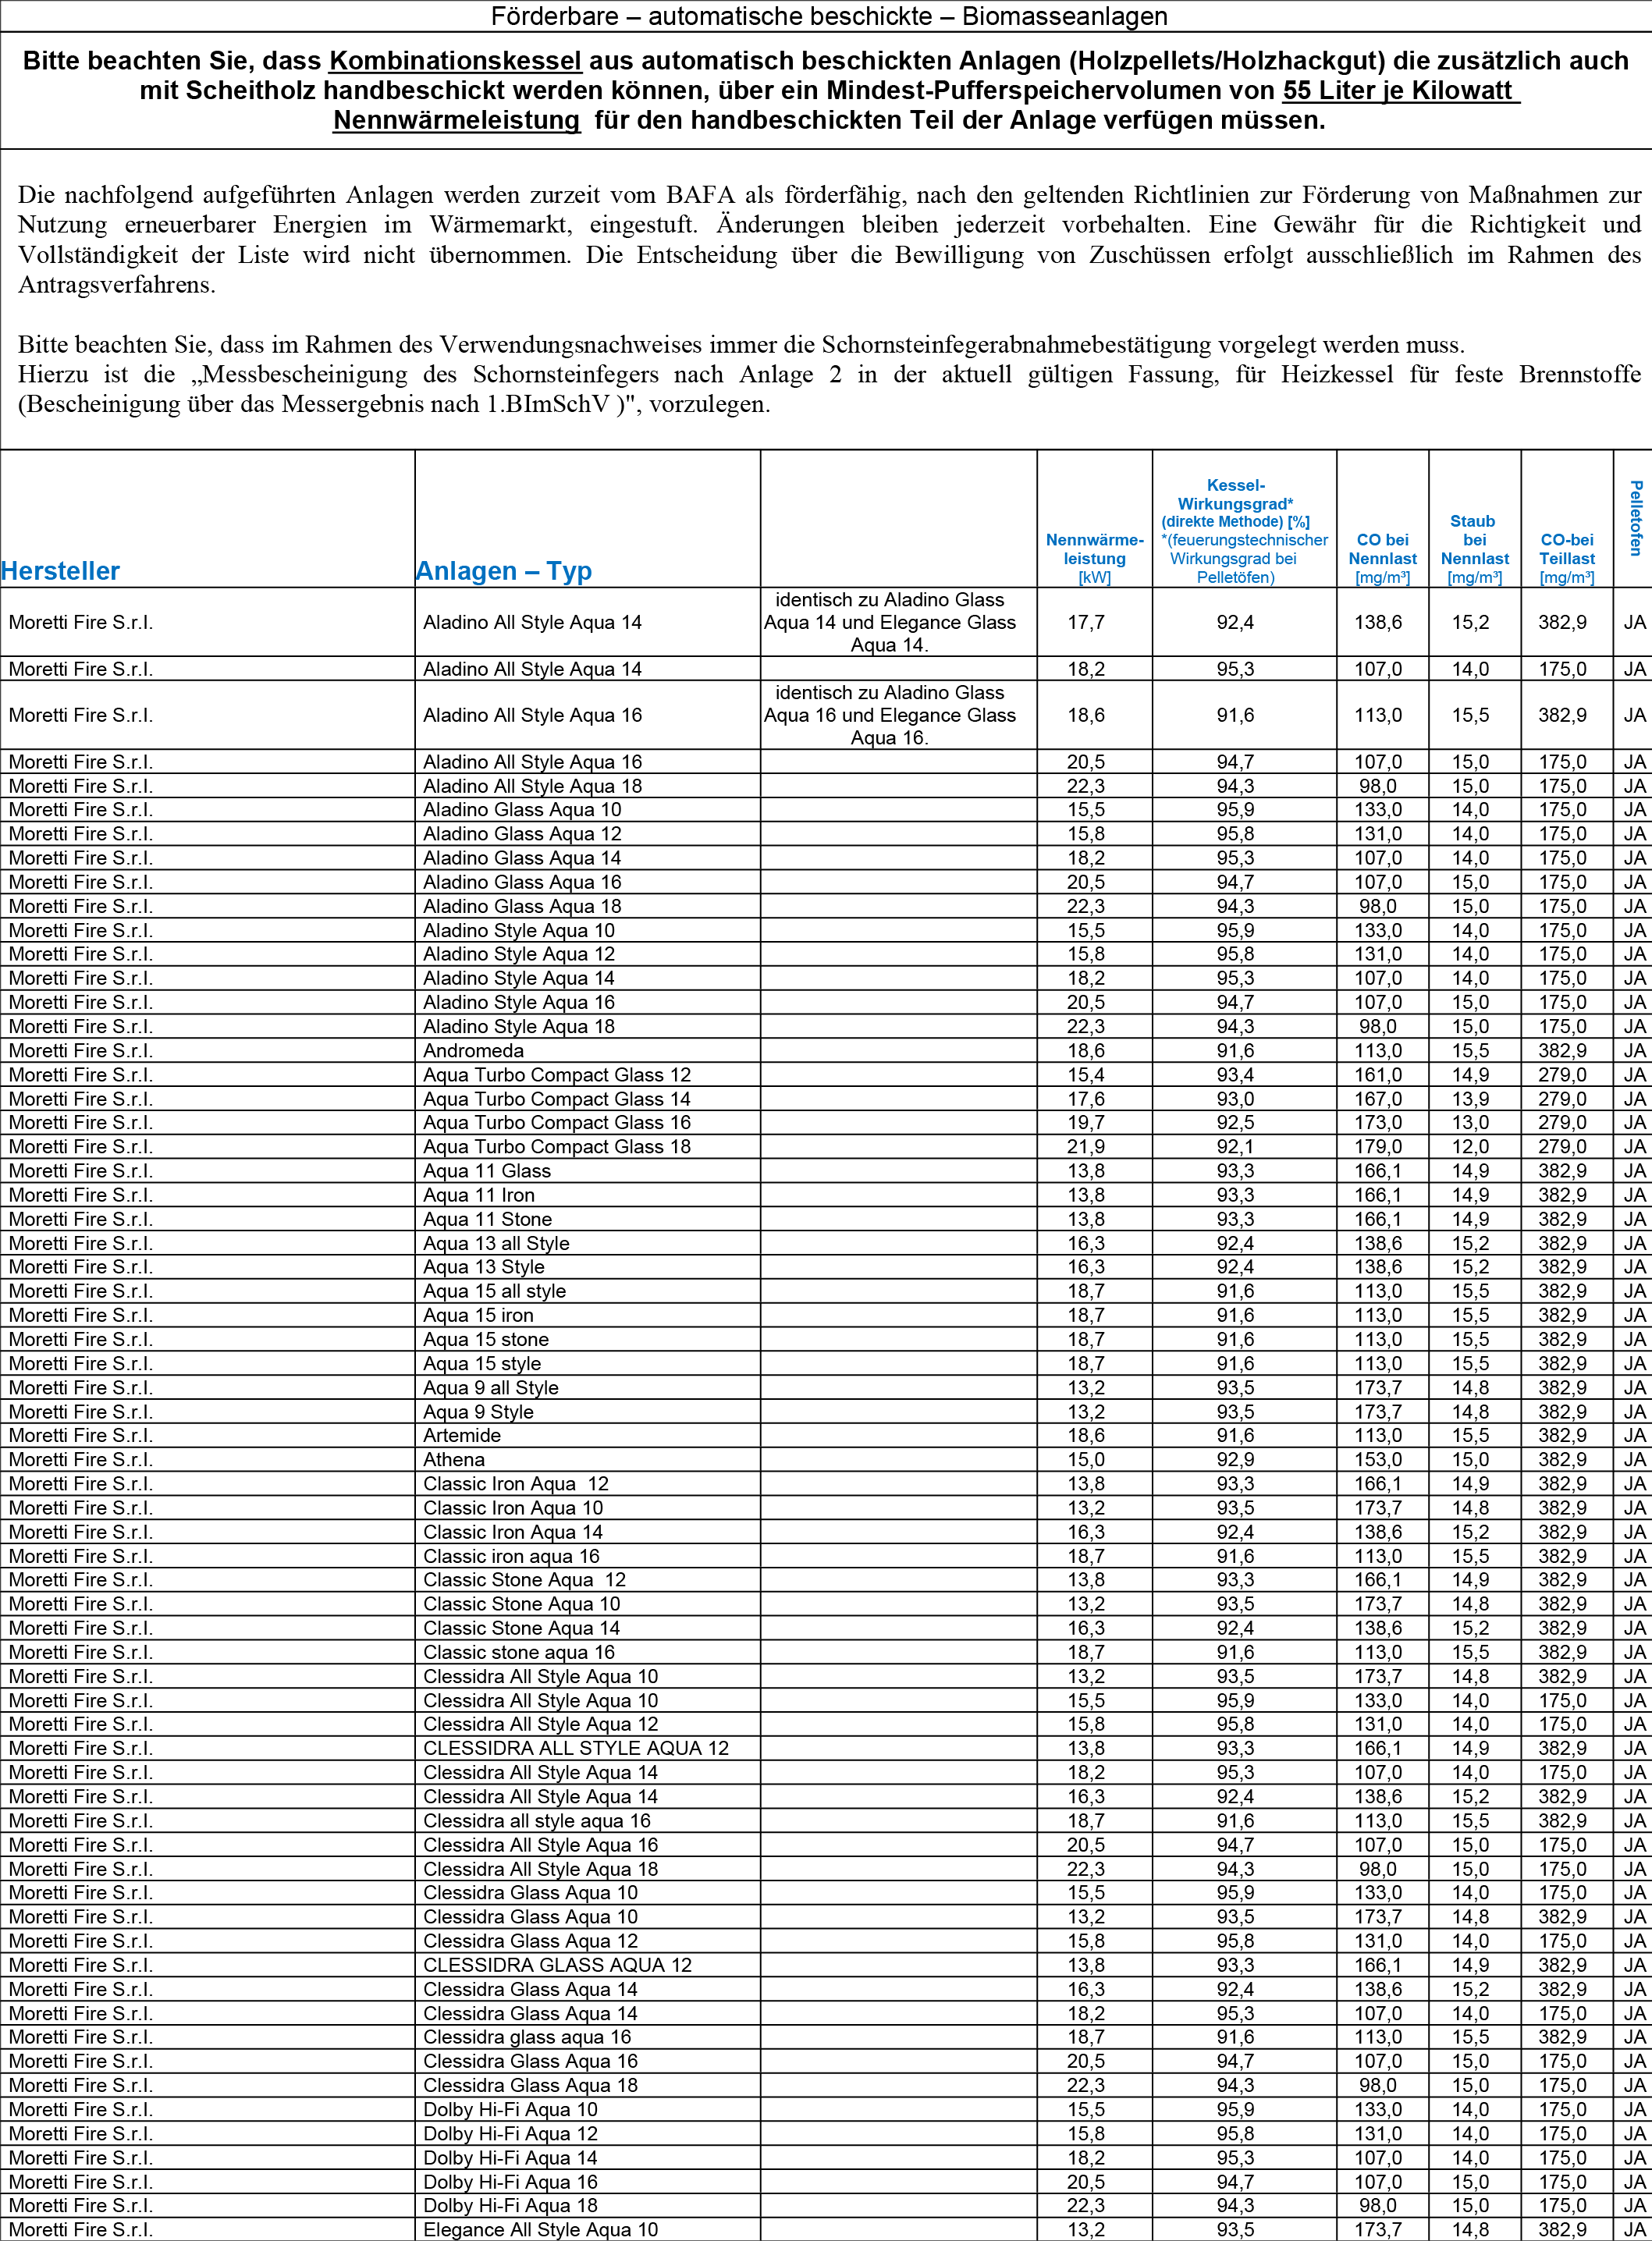 Förderbare – automatische beschickte – Biomasseanlagen
Bitte beachten Sie, dass Kombinationskessel aus automatisch beschickten Anlagen (Holzpellets/Holzhackgut) die zusätzlich auch
mit Scheitholz handbeschickt werden können, über ein Mindest-Pufferspeichervolumen von 55 Liter je Kilowatt
Nennwärmeleistung für den handbeschickten Teil der Anlage verfügen müssen.
Die nachfolgend aufgeführten Anlagen werden zurzeit vom BAFA als förderfähig, nach den geltenden Richtlinien zur Förderung von Maßnahmen zur
Nutzung erneuerbarer Energien im Wärmemarkt, eingestuft. Änderungen bleiben jederzeit vorbehalten. Eine Gewähr für die Richtigkeit und
Vollständigkeit der Liste wird nicht übernommen. Die Entscheidung über die Bewilligung von Zuschüssen erfolgt ausschließlich im Rahmen des
Antragsverfahrens.
Bitte beachten Sie, dass im Rahmen des Verwendungsnachweises immer die Schornsteinfegerabnahmebestätigung vorgelegt werden muss.
Hierzu ist die „Messbescheinigung des Schornsteinfegers nach Anlage 2 in der aktuell gültigen Fassung, für Heizkessel für feste Brennstoffe
(Bescheinigung über das Messergebnis nach 1.BImSchV )", vorzulegen.
Hersteller
Anlagen – Typ
Nennwärme-
leistung
[kW]
Kessel-
Wirkungsgrad*
(direkte Methode) [%]
*(feuerungstechnischer
Wirkungsgrad bei
Pelletöfen)
CO bei
Nennlast
[mg/m³]
Staub
bei
Nennlast
[mg/m³]
CO-bei
Teillast
[mg/m³]
Pelletofen
Moretti Fire S.r.l. Aladino All Style Aqua 14 identisch zu Aladino Glass
Aqua 14 und Elegance Glass
Aqua 14. 17,7 92,4 138,6 15,2 382,9 JA
Moretti Fire S.r.l. Aladino All Style Aqua 14 18,2 95,3 107,0 14,0 175,0 JA
Moretti Fire S.r.l. Aladino All Style Aqua 16 identisch zu Aladino Glass
Aqua 16 und Elegance Glass
Aqua 16. 18,6 91,6 113,0 15,5 382,9 JA
Moretti Fire S.r.l. Aladino All Style Aqua 16 20,5 94,7 107,0 15,0 175,0 JA
Moretti Fire S.r.l. Aladino All Style Aqua 18 22,3 94,3 98,0 15,0 175,0 JA
Moretti Fire S.r.l. Aladino Glass Aqua 10 15,5 95,9 133,0 14,0 175,0 JA
Moretti Fire S.r.l. Aladino Glass Aqua 12 15,8 95,8 131,0 14,0 175,0 JA
Moretti Fire S.r.l. Aladino Glass Aqua 14 18,2 95,3 107,0 14,0 175,0 JA
Moretti Fire S.r.l. Aladino Glass Aqua 16 20,5 94,7 107,0 15,0 175,0 JA
Moretti Fire S.r.l. Aladino Glass Aqua 18 22,3 94,3 98,0 15,0 175,0 JA
Moretti Fire S.r.l. Aladino Style Aqua 10 15,5 95,9 133,0 14,0 175,0 JA
Moretti Fire S.r.l. Aladino Style Aqua 12 15,8 95,8 131,0 14,0 175,0 JA
Moretti Fire S.r.l. Aladino Style Aqua 14 18,2 95,3 107,0 14,0 175,0 JA
Moretti Fire S.r.l. Aladino Style Aqua 16 20,5 94,7 107,0 15,0 175,0 JA
Moretti Fire S.r.l. Aladino Style Aqua 18 22,3 94,3 98,0 15,0 175,0 JA
Moretti Fire S.r.l. Andromeda 18,6 91,6 113,0 15,5 382,9 JA
Moretti Fire S.r.l. Aqua Turbo Compact Glass 12 15,4 93,4 161,0 14,9 279,0 JA
Moretti Fire S.r.l. Aqua Turbo Compact Glass 14 17,6 93,0 167,0 13,9 279,0 JA
Moretti Fire S.r.l. Aqua Turbo Compact Glass 16 19,7 92,5 173,0 13,0 279,0 JA
Moretti Fire S.r.l. Aqua Turbo Compact Glass 18 21,9 92,1 179,0 12,0 279,0 JA
Moretti Fire S.r.l. Aqua 11 Glass 13,8 93,3 166,1 14,9 382,9 JA
Moretti Fire S.r.l. Aqua 11 Iron 13,8 93,3 166,1 14,9 382,9 JA
Moretti Fire S.r.l. Aqua 11 Stone 13,8 93,3 166,1 14,9 382,9 JA
Moretti Fire S.r.l. Aqua 13 all Style 16,3 92,4 138,6 15,2 382,9 JA
Moretti Fire S.r.l. Aqua 13 Style 16,3 92,4 138,6 15,2 382,9 JA
Moretti Fire S.r.l. Aqua 15 all style 18,7 91,6 113,0 15,5 382,9 JA
Moretti Fire S.r.l. Aqua 15 iron 18,7 91,6 113,0 15,5 382,9 JA
Moretti Fire S.r.l. Aqua 15 stone 18,7 91,6 113,0 15,5 382,9 JA
Moretti Fire S.r.l. Aqua 15 style 18,7 91,6 113,0 15,5 382,9 JA
Moretti Fire S.r.l. Aqua 9 all Style 13,2 93,5 173,7 14,8 382,9 JA
Moretti Fire S.r.l. Aqua 9 Style 13,2 93,5 173,7 14,8 382,9 JA
Moretti Fire S.r.l. Artemide 18,6 91,6 113,0 15,5 382,9 JA
Moretti Fire S.r.l. Athena 15,0 92,9 153,0 15,0 382,9 JA
Moretti Fire S.r.l. Classic Iron Aqua  12 13,8 93,3 166,1 14,9 382,9 JA
Moretti Fire S.r.l. Classic Iron Aqua 10 13,2 93,5 173,7 14,8 382,9 JA
Moretti Fire S.r.l. Classic Iron Aqua 14 16,3 92,4 138,6 15,2 382,9 JA
Moretti Fire S.r.l. Classic iron aqua 16 18,7 91,6 113,0 15,5 382,9 JA
Moretti Fire S.r.l. Classic Stone Aqua  12 13,8 93,3 166,1 14,9 382,9 JA
Moretti Fire S.r.l. Classic Stone Aqua 10 13,2 93,5 173,7 14,8 382,9 JA
Moretti Fire S.r.l. Classic Stone Aqua 14 16,3 92,4 138,6 15,2 382,9 JA
Moretti Fire S.r.l. Classic stone aqua 16 18,7 91,6 113,0 15,5 382,9 JA
Moretti Fire S.r.l. Clessidra All Style Aqua 10 13,2 93,5 173,7 14,8 382,9 JA
Moretti Fire S.r.l. Clessidra All Style Aqua 10 15,5 95,9 133,0 14,0 175,0 JA
Moretti Fire S.r.l. Clessidra All Style Aqua 12 15,8 95,8 131,0 14,0 175,0 JA
Moretti Fire S.r.l. CLESSIDRA ALL STYLE AQUA 12 13,8 93,3 166,1 14,9 382,9 JA
Moretti Fire S.r.l. Clessidra All Style Aqua 14 18,2 95,3 107,0 14,0 175,0 JA
Moretti Fire S.r.l. Clessidra All Style Aqua 14 16,3 92,4 138,6 15,2 382,9 JA
Moretti Fire S.r.l. Clessidra all style aqua 16 18,7 91,6 113,0 15,5 382,9 JA
Moretti Fire S.r.l. Clessidra All Style Aqua 16 20,5 94,7 107,0 15,0 175,0 JA
Moretti Fire S.r.l. Clessidra All Style Aqua 18 22,3 94,3 98,0 15,0 175,0 JA
Moretti Fire S.r.l. Clessidra Glass Aqua 10 15,5 95,9 133,0 14,0 175,0 JA
Moretti Fire S.r.l. Clessidra Glass Aqua 10 13,2 93,5 173,7 14,8 382,9 JA
Moretti Fire S.r.l. Clessidra Glass Aqua 12 15,8 95,8 131,0 14,0 175,0 JA
Moretti Fire S.r.l. CLESSIDRA GLASS AQUA 12 13,8 93,3 166,1 14,9 382,9 JA
Moretti Fire S.r.l. Clessidra Glass Aqua 14 16,3 92,4 138,6 15,2 382,9 JA
Moretti Fire S.r.l. Clessidra Glass Aqua 14 18,2 95,3 107,0 14,0 175,0 JA
Moretti Fire S.r.l. Clessidra glass aqua 16 18,7 91,6 113,0 15,5 382,9 JA
Moretti Fire S.r.l. Clessidra Glass Aqua 16 20,5 94,7 107,0 15,0 175,0 JA
Moretti Fire S.r.l. Clessidra Glass Aqua 18 22,3 94,3 98,0 15,0 175,0 JA
Moretti Fire S.r.l. Dolby Hi-Fi Aqua 10 15,5 95,9 133,0 14,0 175,0 JA
Moretti Fire S.r.l. Dolby Hi-Fi Aqua 12 15,8 95,8 131,0 14,0 175,0 JA
Moretti Fire S.r.l. Dolby Hi-Fi Aqua 14 18,2 95,3 107,0 14,0 175,0 JA
Moretti Fire S.r.l. Dolby Hi-Fi Aqua 16 20,5 94,7 107,0 15,0 175,0 JA
Moretti Fire S.r.l. Dolby Hi-Fi Aqua 18 22,3 94,3 98,0 15,0 175,0 JA
Moretti Fire S.r.l. Elegance All Style Aqua 10 13,2 93,5 173,7 14,8 382,9 JA